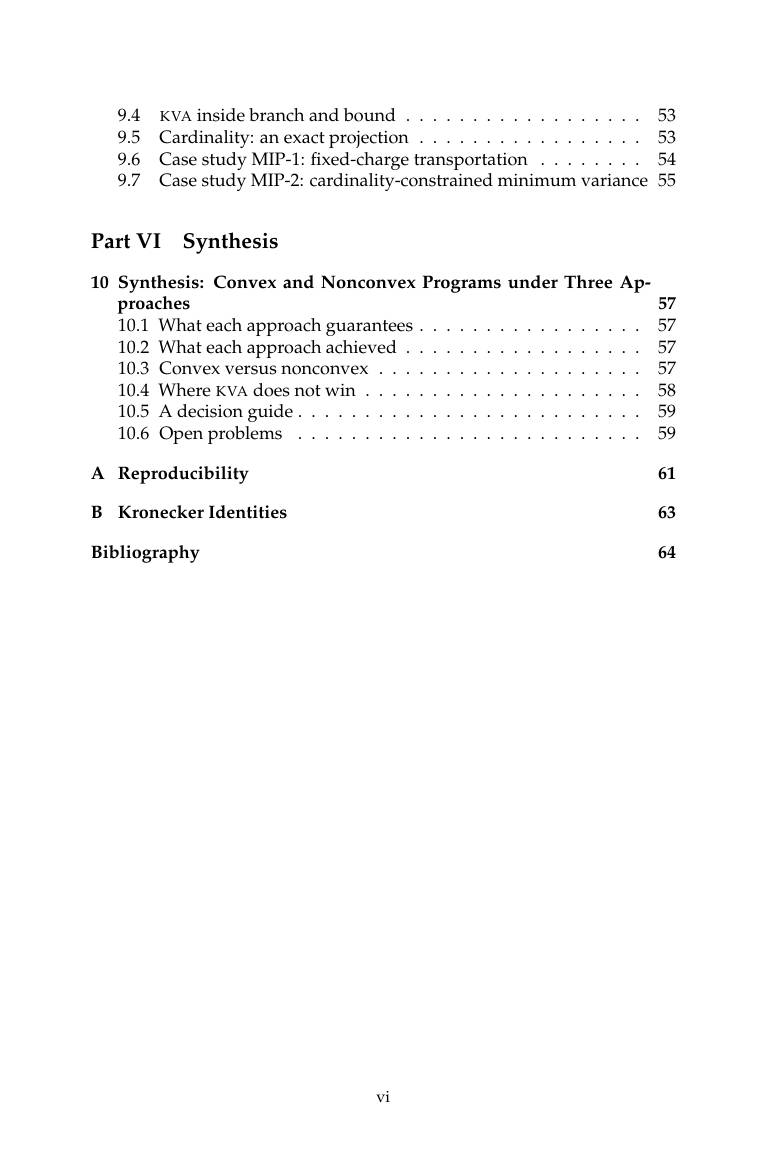 9.4 KVA inside branch and bound . . . . . . . . . . . . . . . . . . 53
9.5 Cardinality: an exact projection . . . . . . . . . . . . . . . . . 53
9.6 Case study MIP-1: fixed-charge transportation . . . . . . . . 54
9.7 Case study MIP-2: cardinality-constrained minimum variance 55
Part VI Synthesis
10 Synthesis: Convex and Nonconvex Programs under Three Ap-
proaches 57
10.1 What each approach guarantees . . . . . . . . . . . . . . . . . 57
10.2 What each approach achieved . . . . . . . . . . . . . . . . . . 57
10.3 Convex versus nonconvex . . . . . . . . . . . . . . . . . . . . 57
10.4 Where KVA does not win . . . . . . . . . . . . . . . . . . . . . 58
10.5 A decision guide . . . . . . . . . . . . . . . . . . . . . . . . . . 59
10.6 Open problems . . . . . . . . . . . . . . . . . . . . . . . . . . 59
A Reproducibility 61
B Kronecker Identities 63
Bibliography 64
vi